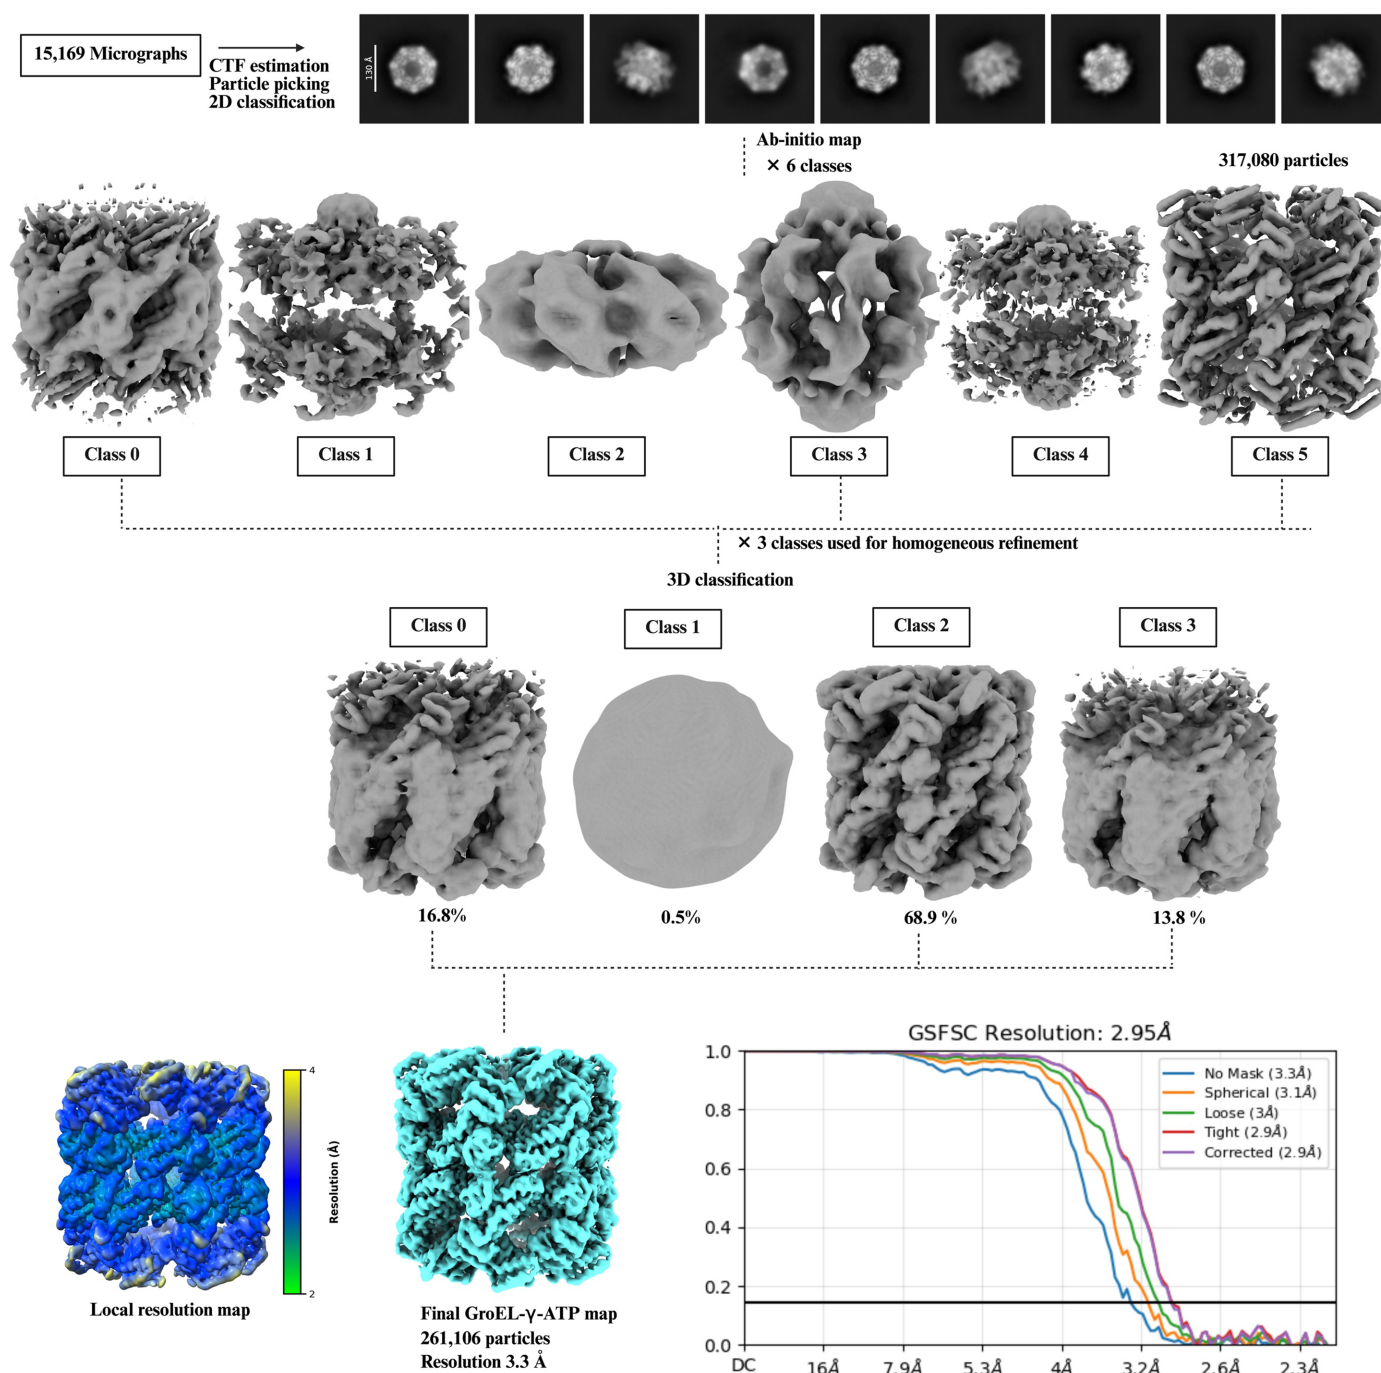 15,169 Micrographs
CTF estimation
Particle picking
2D classification
130 Å
Ab-initio map
× 6 classes
317,080 particles
Class 0
Class 1
Class 2
Class 3
Class 4
Class 5
× 3 classes used for homogeneous refinement
3D classification
Class 0
Class 1
Class 2
Class 3
16.8%
0.5%
68.9 %
13.8 %
4
Resolution (Å)
2
Local resolution map
Final GroEL-γ-ATP map
261,106 particles
Resolution 3.3 Å
GSFSC Resolution: 2.95Å
1.0
0.8
0.6
0.4
0.2
0.0
No Mask (3.3Å)
Spherical (3.1Å)
Loose (3Å)
Tight (2.9Å)
Corrected (2.9Å)
DC 16Å 7.9Å 5.3Å 4Å 3.2Å 2.6Å 2.3Å